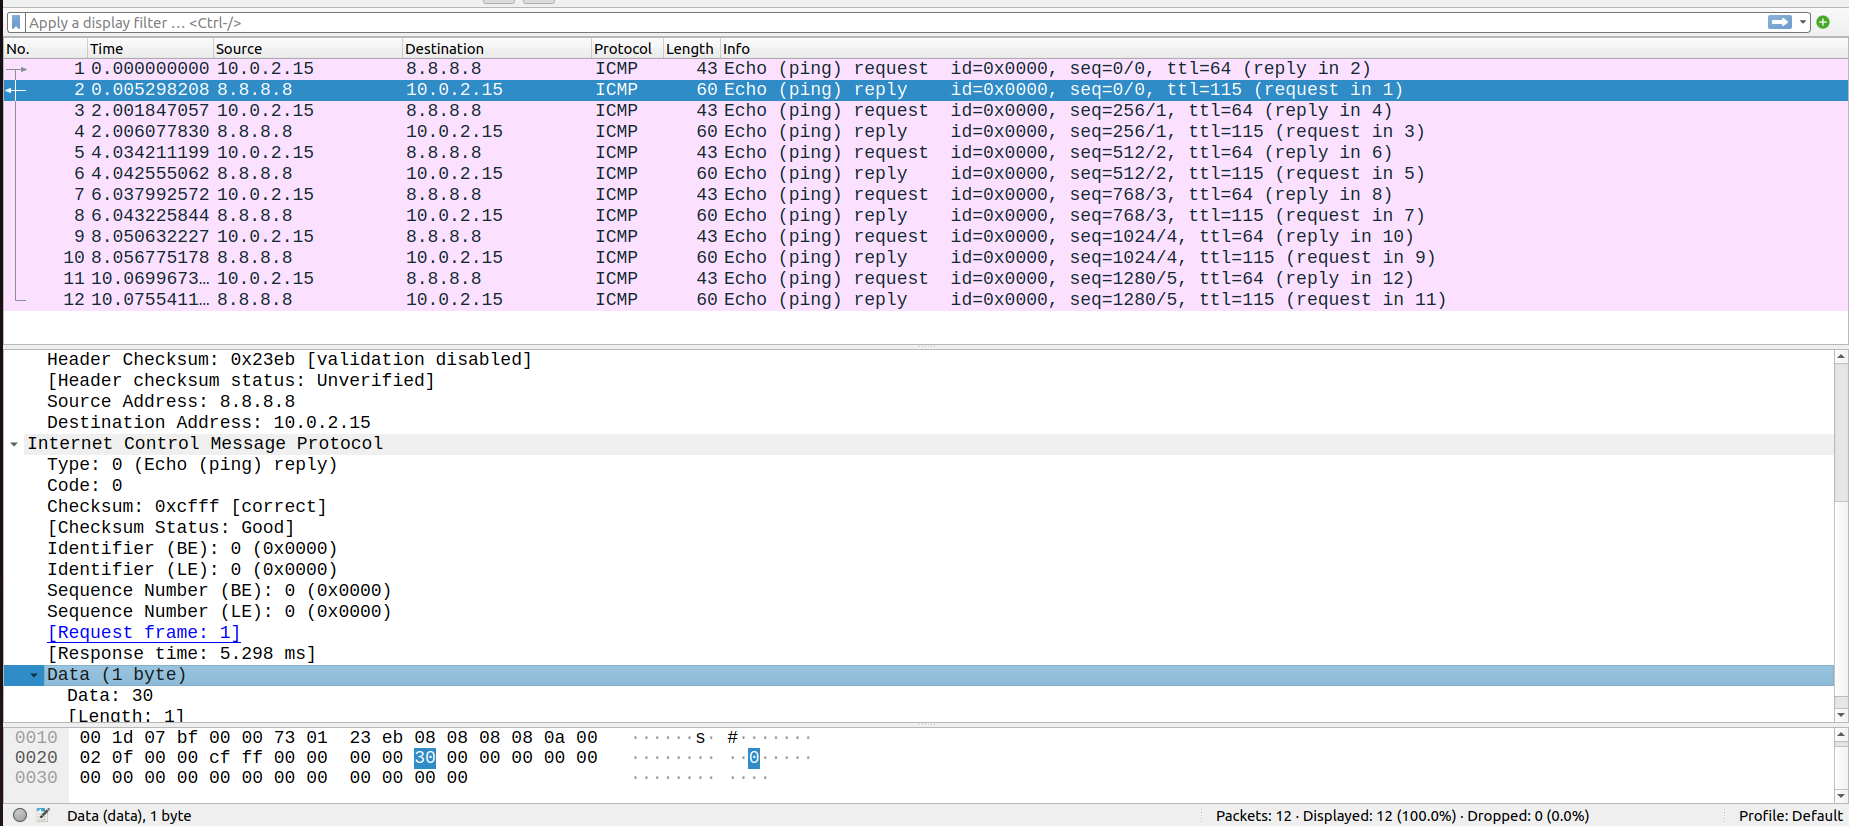 Apply a display filter … <Ctrl-/>
No. Time Source Destination Protocol Length Info
1 0.000000000 10.0.2.15 8.8.8.8 ICMP 43 Echo (ping) request id=0x0000, seq=0/0, ttl=64 (reply in 2)
2 0.005298208 8.8.8.8 10.0.2.15 ICMP 60 Echo (ping) reply id=0x0000, seq=0/0, ttl=115 (request in 1)
3 2.001847057 10.0.2.15 8.8.8.8 ICMP 43 Echo (ping) request id=0x0000, seq=256/1, ttl=64 (reply in 4)
4 2.006077830 8.8.8.8 10.0.2.15 ICMP 60 Echo (ping) reply id=0x0000, seq=256/1, ttl=115 (request in 3)
5 4.034211199 10.0.2.15 8.8.8.8 ICMP 43 Echo (ping) request id=0x0000, seq=512/2, ttl=64 (reply in 6)
6 4.042555062 8.8.8.8 10.0.2.15 ICMP 60 Echo (ping) reply id=0x0000, seq=512/2, ttl=115 (request in 5)
7 6.037992572 10.0.2.15 8.8.8.8 ICMP 43 Echo (ping) request id=0x0000, seq=768/3, ttl=64 (reply in 8)
8 6.043225844 8.8.8.8 10.0.2.15 ICMP 60 Echo (ping) reply id=0x0000, seq=768/3, ttl=115 (request in 7)
9 8.050632227 10.0.2.15 8.8.8.8 ICMP 43 Echo (ping) request id=0x0000, seq=1024/4, ttl=64 (reply in 10)
10 8.056775178 8.8.8.8 10.0.2.15 ICMP 60 Echo (ping) reply id=0x0000, seq=1024/4, ttl=115 (request in 9)
11 10.0699673… 10.0.2.15 8.8.8.8 ICMP 43 Echo (ping) request id=0x0000, seq=1280/5, ttl=64 (reply in 12)
12 10.0755411… 8.8.8.8 10.0.2.15 ICMP 60 Echo (ping) reply id=0x0000, seq=1280/5, ttl=115 (request in 11)
Header Checksum: 0x23eb [validation disabled]
[Header checksum status: Unverified]
Source Address: 8.8.8.8
Destination Address: 10.0.2.15
Internet Control Message Protocol
Type: 0 (Echo (ping) reply)
Code: 0
Checksum: 0xcfff [correct]
[Checksum Status: Good]
Identifier (BE): 0 (0x0000)
Identifier (LE): 0 (0x0000)
Sequence Number (BE): 0 (0x0000)
Sequence Number (LE): 0 (0x0000)
[Request frame: 1]
[Response time: 5.298 ms]
Data (1 byte)
Data: 30
[Length: 1]
0010 00 1d 07 bf 00 00 73 01 23 eb 08 08 08 08 0a 00 ······s· #·······
0020 02 0f 00 00 cf ff 00 00 00 00 30 00 00 00 00 00 ········ ··0·····
0030 00 00 00 00 00 00 00 00 00 00 00 00 ········ ····
Data (data), 1 byte Packets: 12 · Displayed: 12 (100.0%) · Dropped: 0 (0.0%) Profile: Default